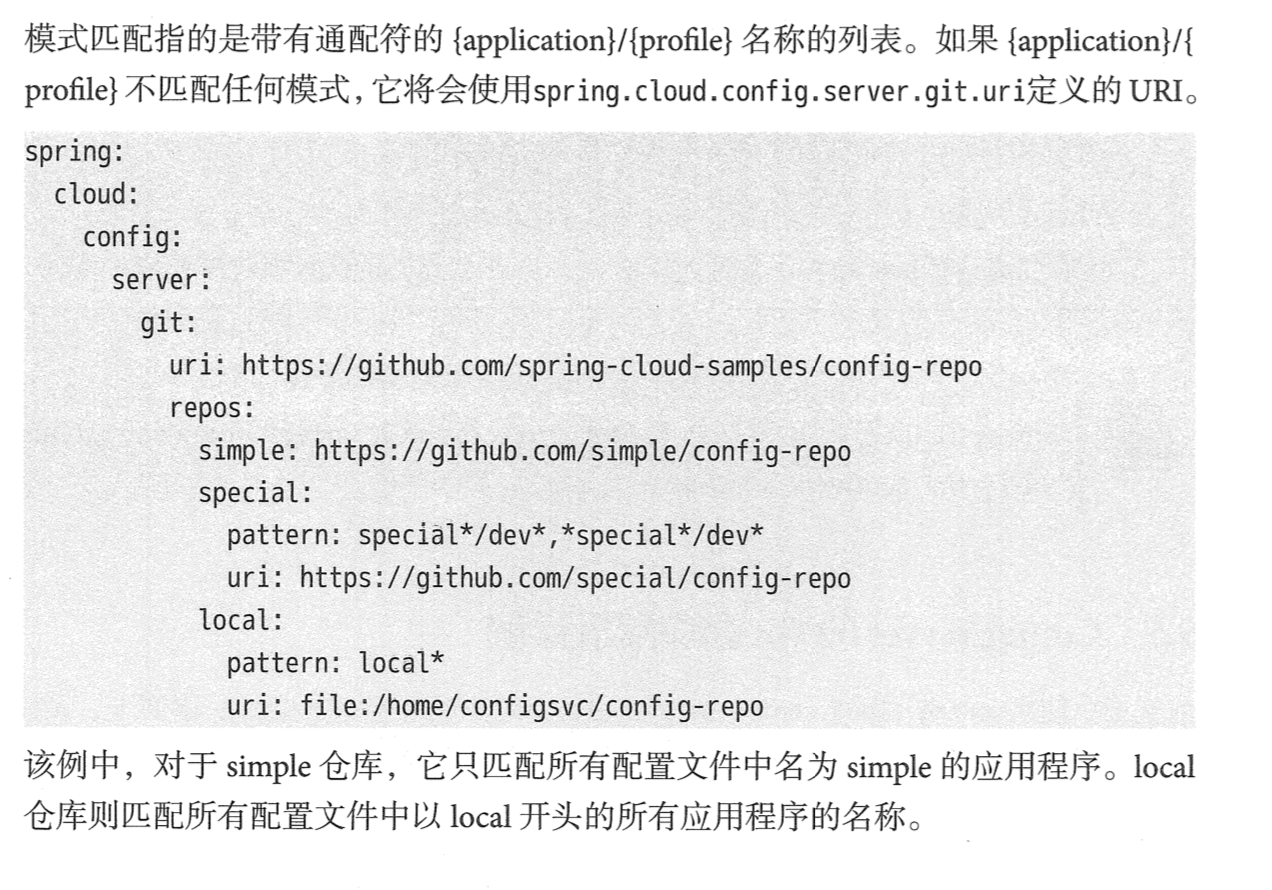 模式匹配指的是带有通配符的 {application}/{profile} 名称的列表。如果 {application}/{
profile} 不匹配任何模式，它将会使用spring.cloud.config.server.git.uri定义的 URI。
spring:
  cloud:
    config:
      server:
        git:
          uri: https://github.com/spring-cloud-samples/config-repo
          repos:
            simple: https://github.com/simple/config-repo
            special:
              pattern: special*/dev*,*special*/dev*
              uri: https://github.com/special/config-repo
            local:
              pattern: local*
              uri: file:/home/configsvc/config-repo
该例中，对于 simple 仓库，它只匹配所有配置文件中名为 simple 的应用程序。local
仓库则匹配所有配置文件中以 local 开头的所有应用程序的名称。